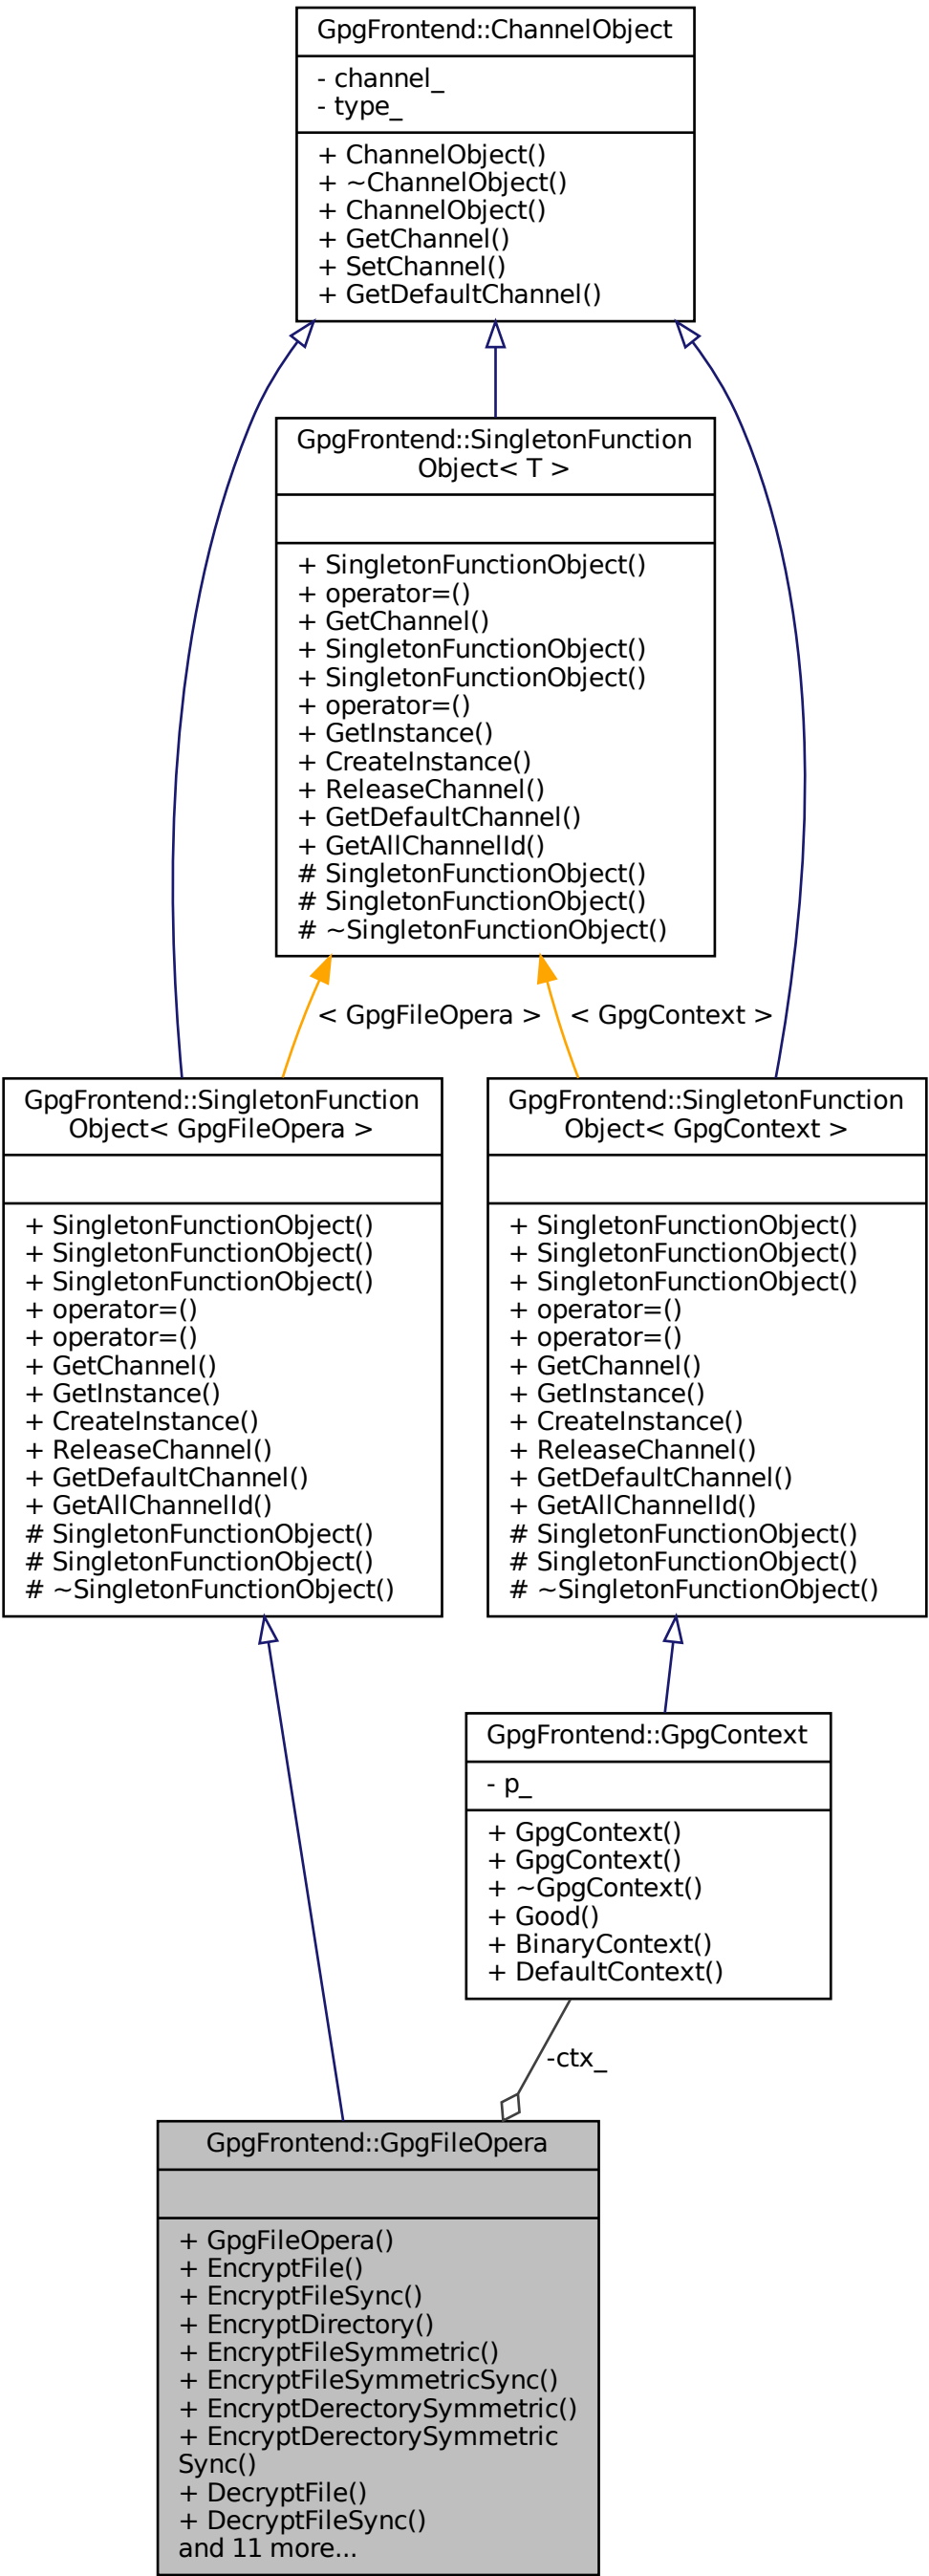 GpgFrontend::ChannelObject
- channel_
- type_
+ ChannelObject()
+ ~ChannelObject()
+ ChannelObject()
+ GetChannel()
+ SetChannel()
+ GetDefaultChannel()
GpgFrontend::SingletonFunction
Object< T >
+ SingletonFunctionObject()
+ operator=()
+ GetChannel()
+ SingletonFunctionObject()
+ SingletonFunctionObject()
+ operator=()
+ GetInstance()
+ CreateInstance()
+ ReleaseChannel()
+ GetDefaultChannel()
+ GetAllChannelId()
# SingletonFunctionObject()
# SingletonFunctionObject()
# ~SingletonFunctionObject()
< GpgFileOpera >
< GpgContext >
GpgFrontend::SingletonFunction
Object< GpgFileOpera >
+ SingletonFunctionObject()
+ SingletonFunctionObject()
+ SingletonFunctionObject()
+ operator=()
+ operator=()
+ GetChannel()
+ GetInstance()
+ CreateInstance()
+ ReleaseChannel()
+ GetDefaultChannel()
+ GetAllChannelId()
# SingletonFunctionObject()
# SingletonFunctionObject()
# ~SingletonFunctionObject()
GpgFrontend::SingletonFunction
Object< GpgContext >
+ SingletonFunctionObject()
+ SingletonFunctionObject()
+ SingletonFunctionObject()
+ operator=()
+ operator=()
+ GetChannel()
+ GetInstance()
+ CreateInstance()
+ ReleaseChannel()
+ GetDefaultChannel()
+ GetAllChannelId()
# SingletonFunctionObject()
# SingletonFunctionObject()
# ~SingletonFunctionObject()
GpgFrontend::GpgContext
- p_
+ GpgContext()
+ GpgContext()
+ ~GpgContext()
+ Good()
+ BinaryContext()
+ DefaultContext()
-ctx_
GpgFrontend::GpgFileOpera
+ GpgFileOpera()
+ EncryptFile()
+ EncryptFileSync()
+ EncryptDirectory()
+ EncryptFileSymmetric()
+ EncryptFileSymmetricSync()
+ EncryptDerectorySymmetric()
+ EncryptDerectorySymmetric
Sync()
+ DecryptFile()
+ DecryptFileSync()
and 11 more...